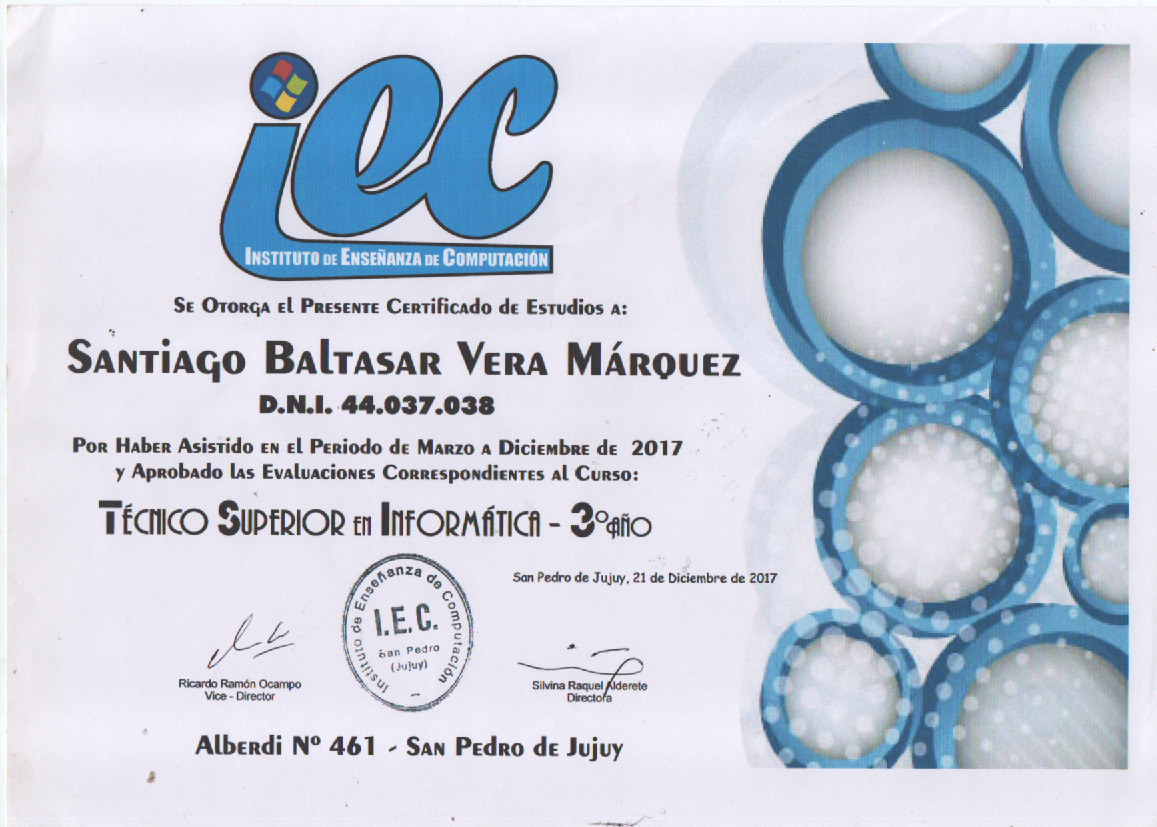 iec
INSTITUTO DE ENSEÑANZA DE COMPUTACIÓN
SE OTORGA EL PRESENTE CERTIFICADO DE ESTUDIOS A:
SANTIAGO BALTASAR VERA MÁRQUEZ
D.N.I. 44.037.038
POR HABER ASISTIDO EN EL PERIODO DE MARZO A DICIEMBRE DE 2017
Y APROBADO LAS EVALUACIONES CORRESPONDIENTES AL CURSO:
TÉCNICO SUPERIOR EN INFORMÁTICA - 3º AÑO
San Pedro de Jujuy, 21 de Diciembre de 2017
Instituto de Enseñanza de Computación
I.E.C.
San Pedro
(Jujuy)
Ricardo Ramón Ocampo
Vice - Director
Silvina Raquel Alderete
Directora
ALBERDI Nº 461 - SAN PEDRO DE JUJUY